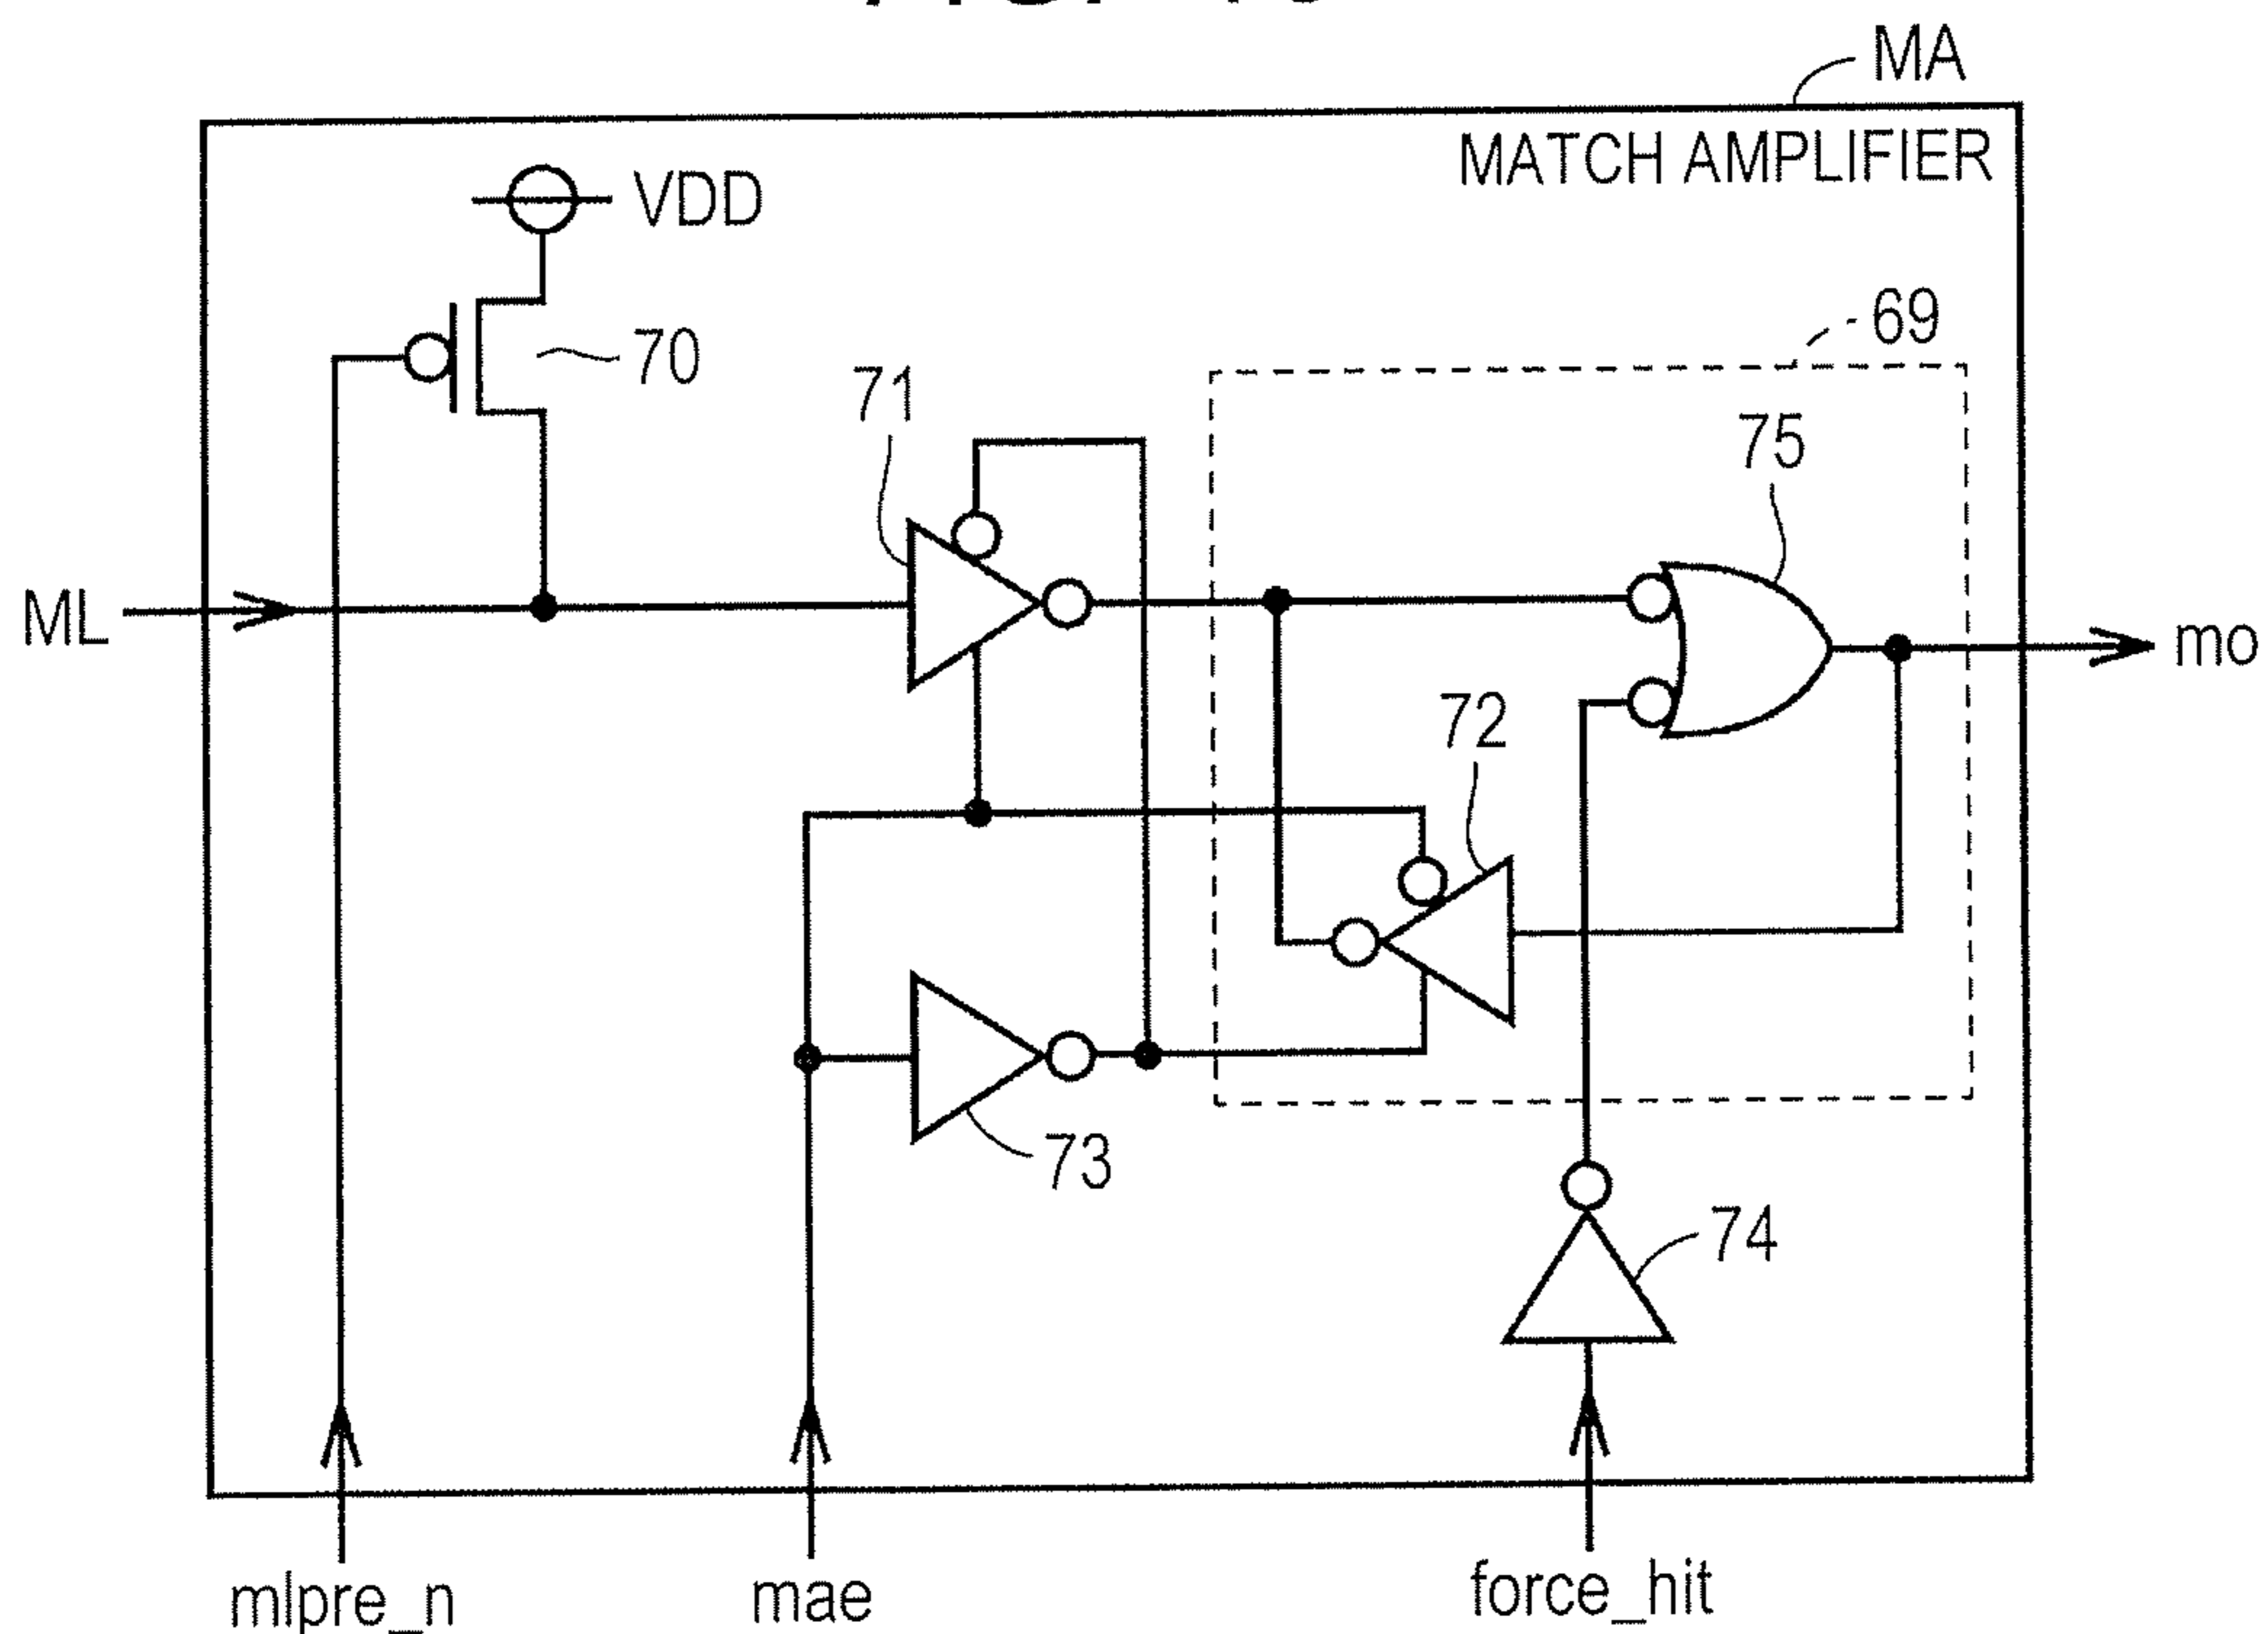 MA
MATCH AMPLIFIER
VDD
69
70
71
75
ML
mo
72
73
74
mlpre_n
mae
force_hit